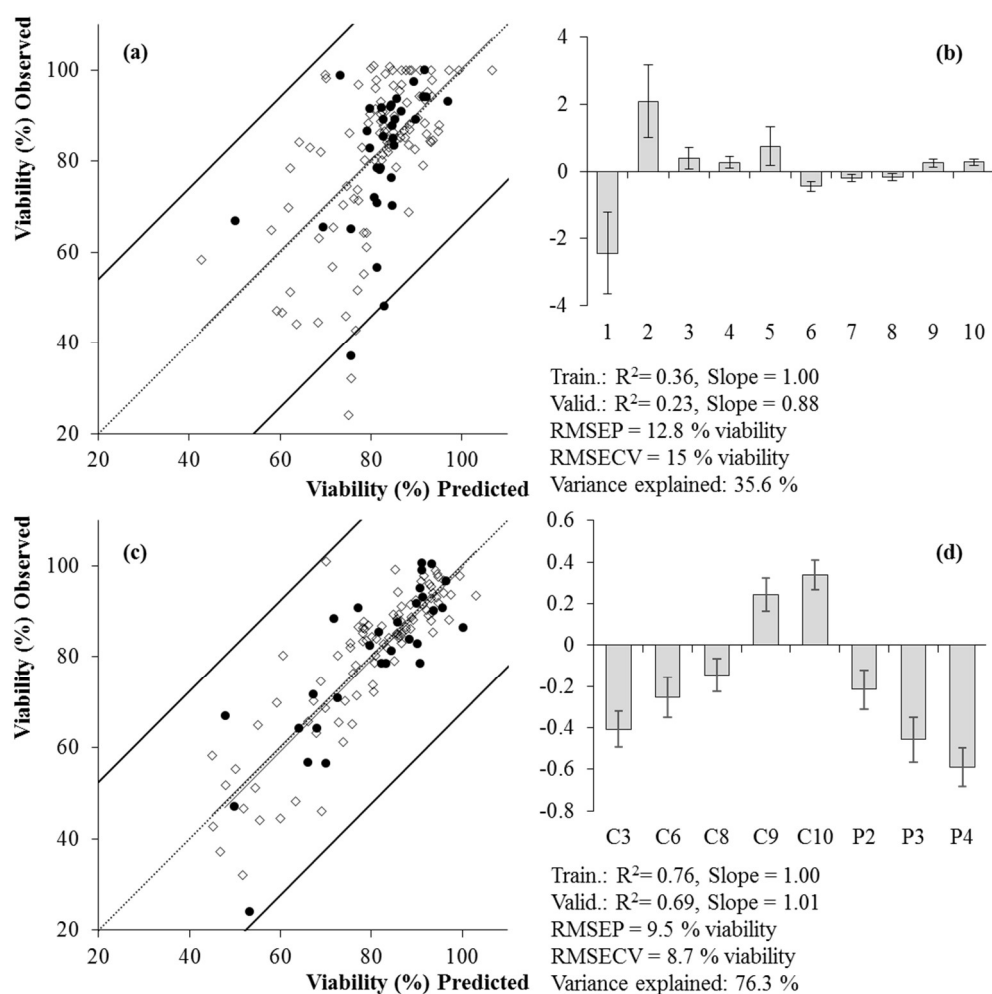 (a)
Viability (%) Observed
100
80
60
40
20
20 40 60 80 100
Viability (%) Predicted
(b)
4
2
0
-2
-4
1 2 3 4 5 6 7 8 9 10
Train.: R²= 0.36, Slope = 1.00
Valid.: R²= 0.23, Slope = 0.88
RMSEP = 12.8 % viability
RMSECV = 15 % viability
Variance explained: 35.6 %
(c)
Viability (%) Observed
100
80
60
40
20
20 40 60 80 100
Viability (%) Predicted
(d)
0.6
0.4
0.2
0
-0.2
-0.4
-0.6
-0.8
C3 C6 C8 C9 C10 P2 P3 P4
Train.: R²= 0.76, Slope = 1.00
Valid.: R²= 0.69, Slope = 1.01
RMSEP = 9.5 % viability
RMSECV = 8.7 % viability
Variance explained: 76.3 %